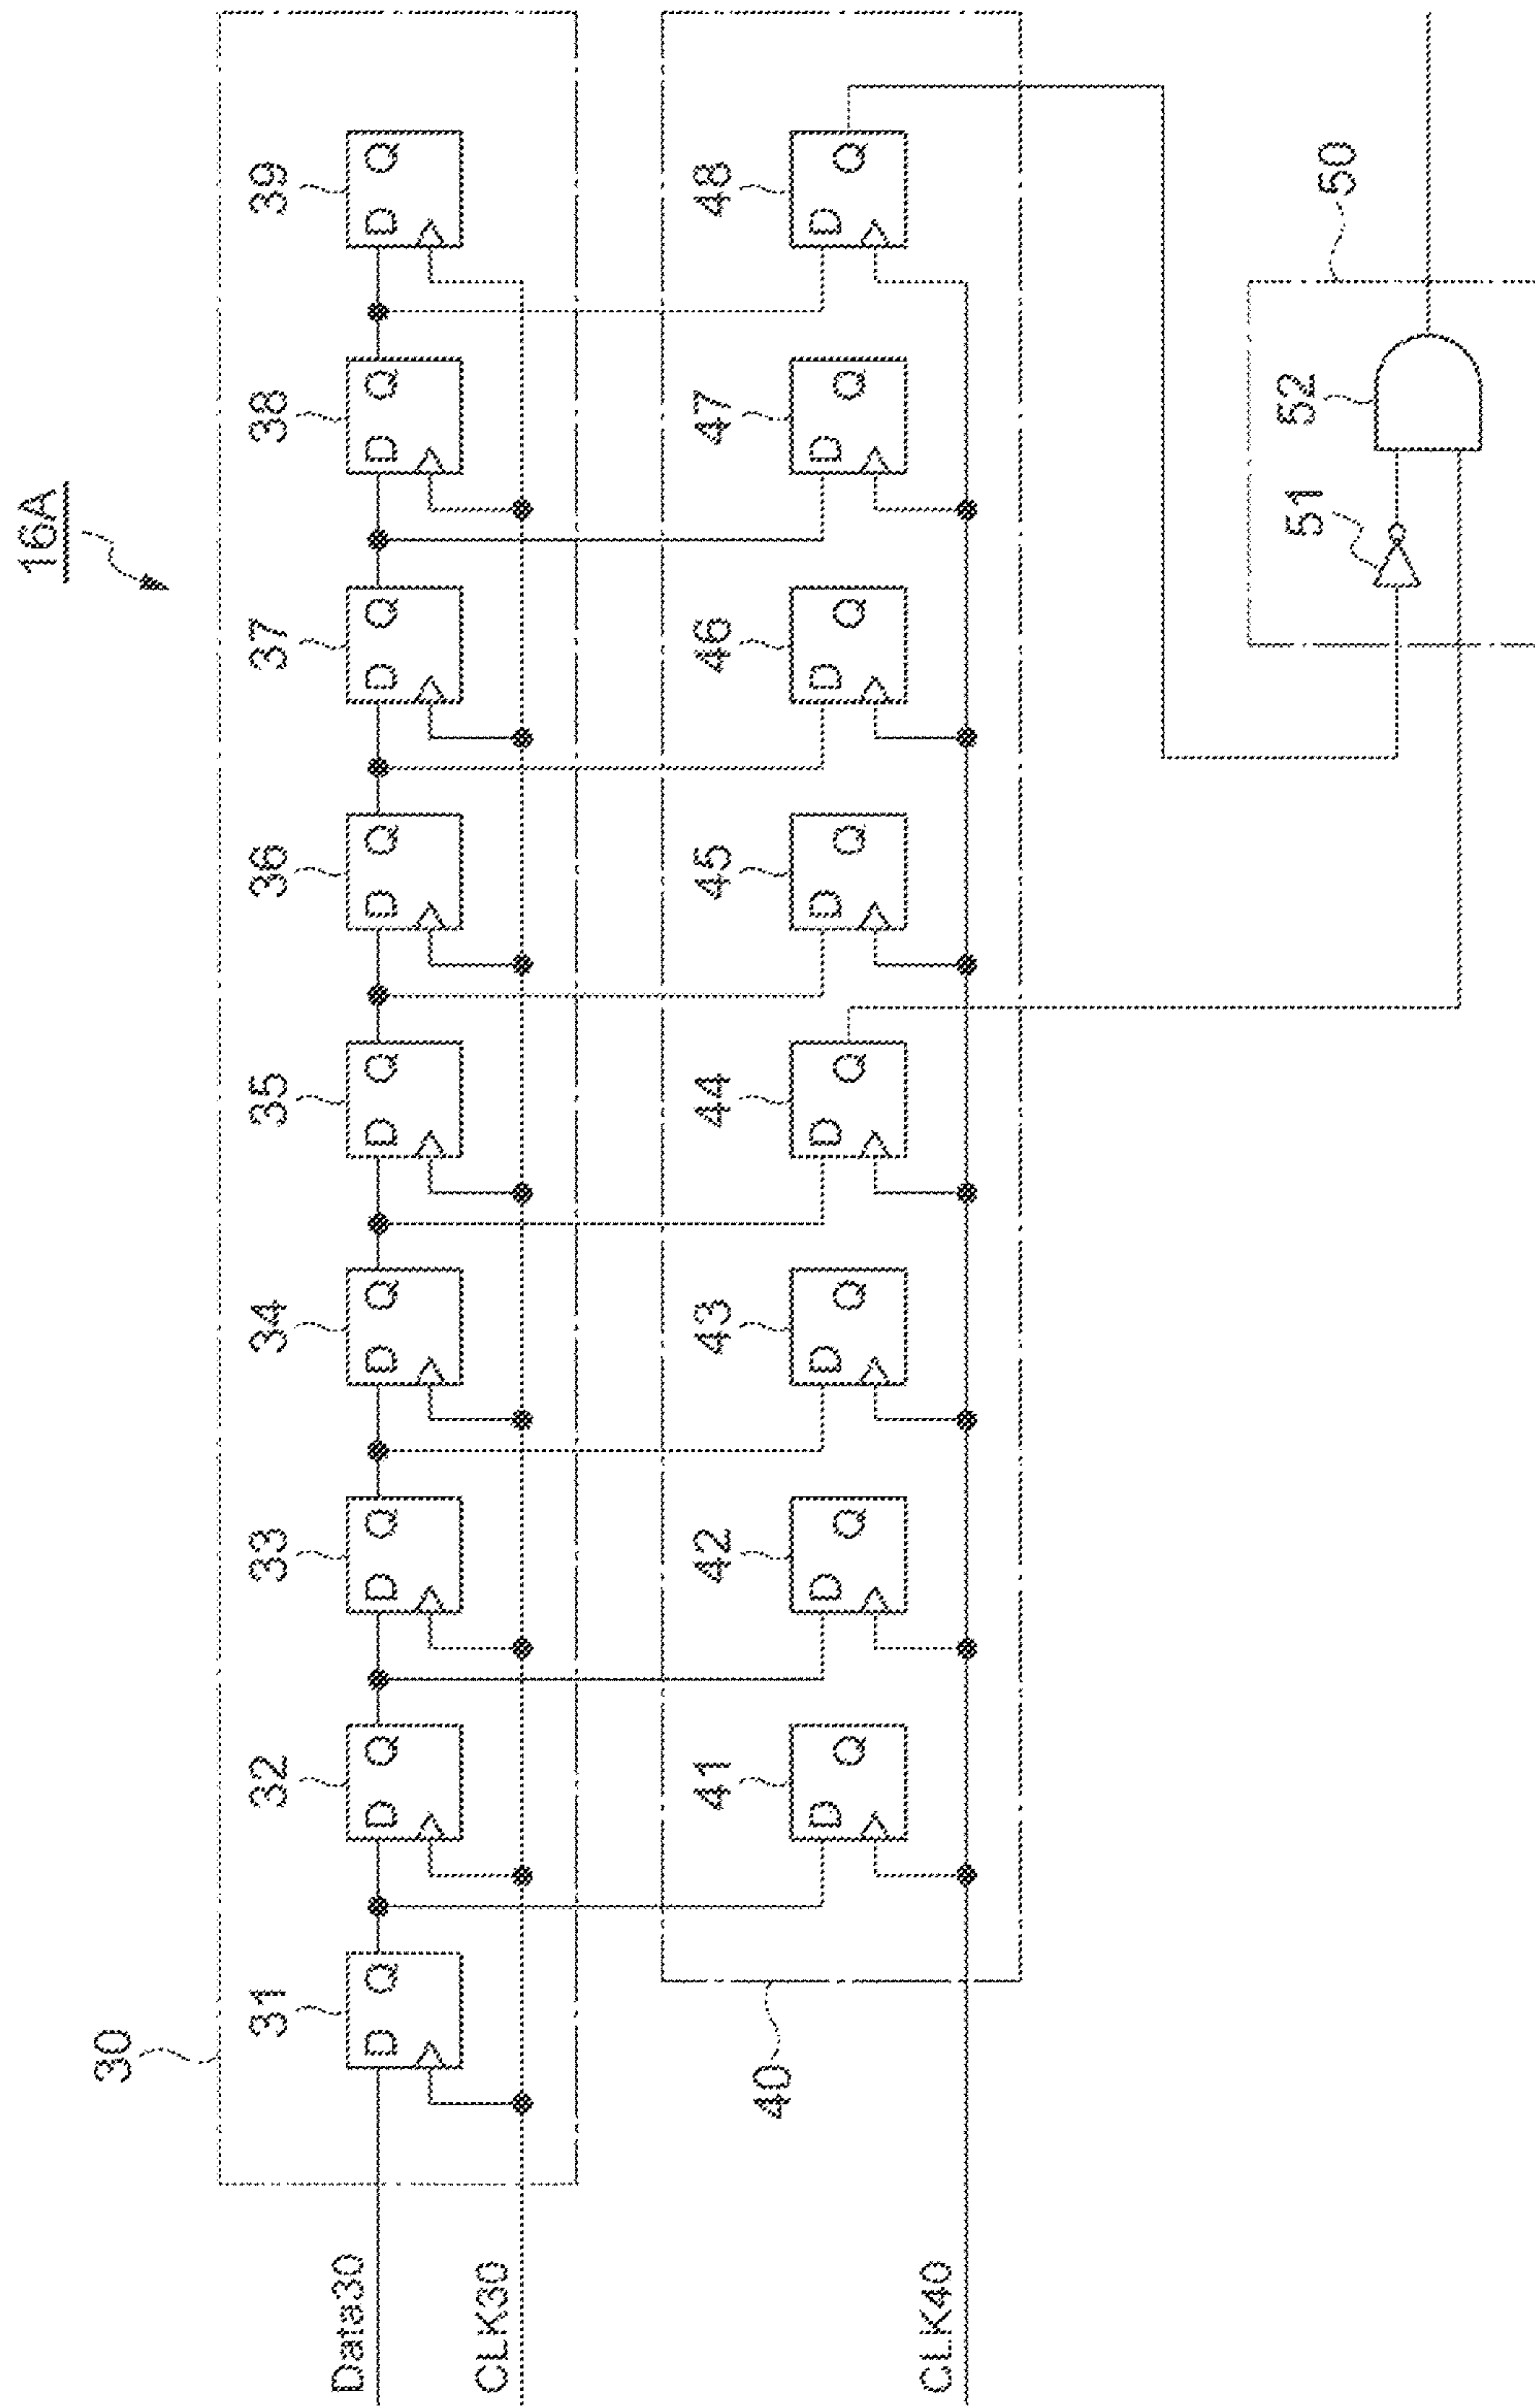 16A
30
31 32 33 34 35 36 37 38 39
D Q D Q D Q D Q D Q D Q D Q D Q D Q
Data30
CLK30
40
41 42 43 44 45 46 47 48
D Q D Q D Q D Q D Q D Q D Q D Q
CLK40
50
51 52